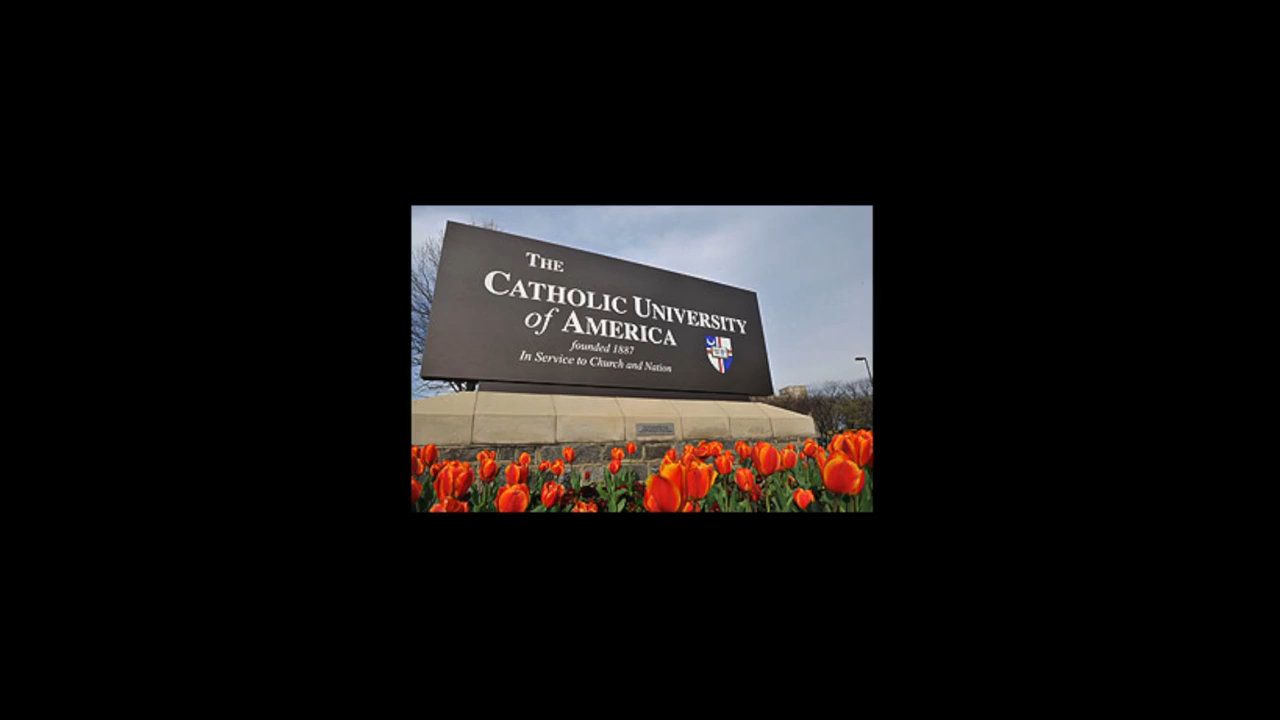 THE
CATHOLIC UNIVERSITY
of AMERICA
founded 1887
In Service to Church and Nation